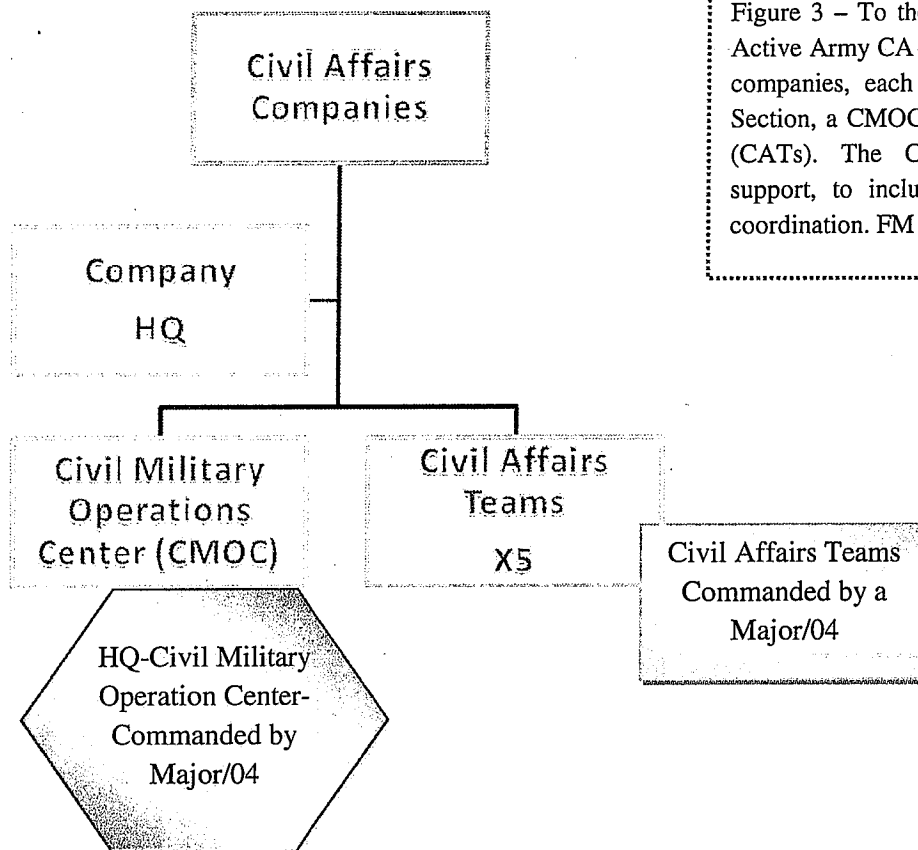 Civil Affairs
Companies
Figure 3 – To the
Active Army CA
companies, each
Section, a CMOC
(CATs). The C
support, to inclu
coordination. FM
Company
HQ
Civil Military
Operations
Center (CMOC)
Civil Affairs
Teams
X5
Civil Affairs Teams
Commanded by a
Major/04
HQ-Civil Military
Operation Center-
Commanded by
Major/04